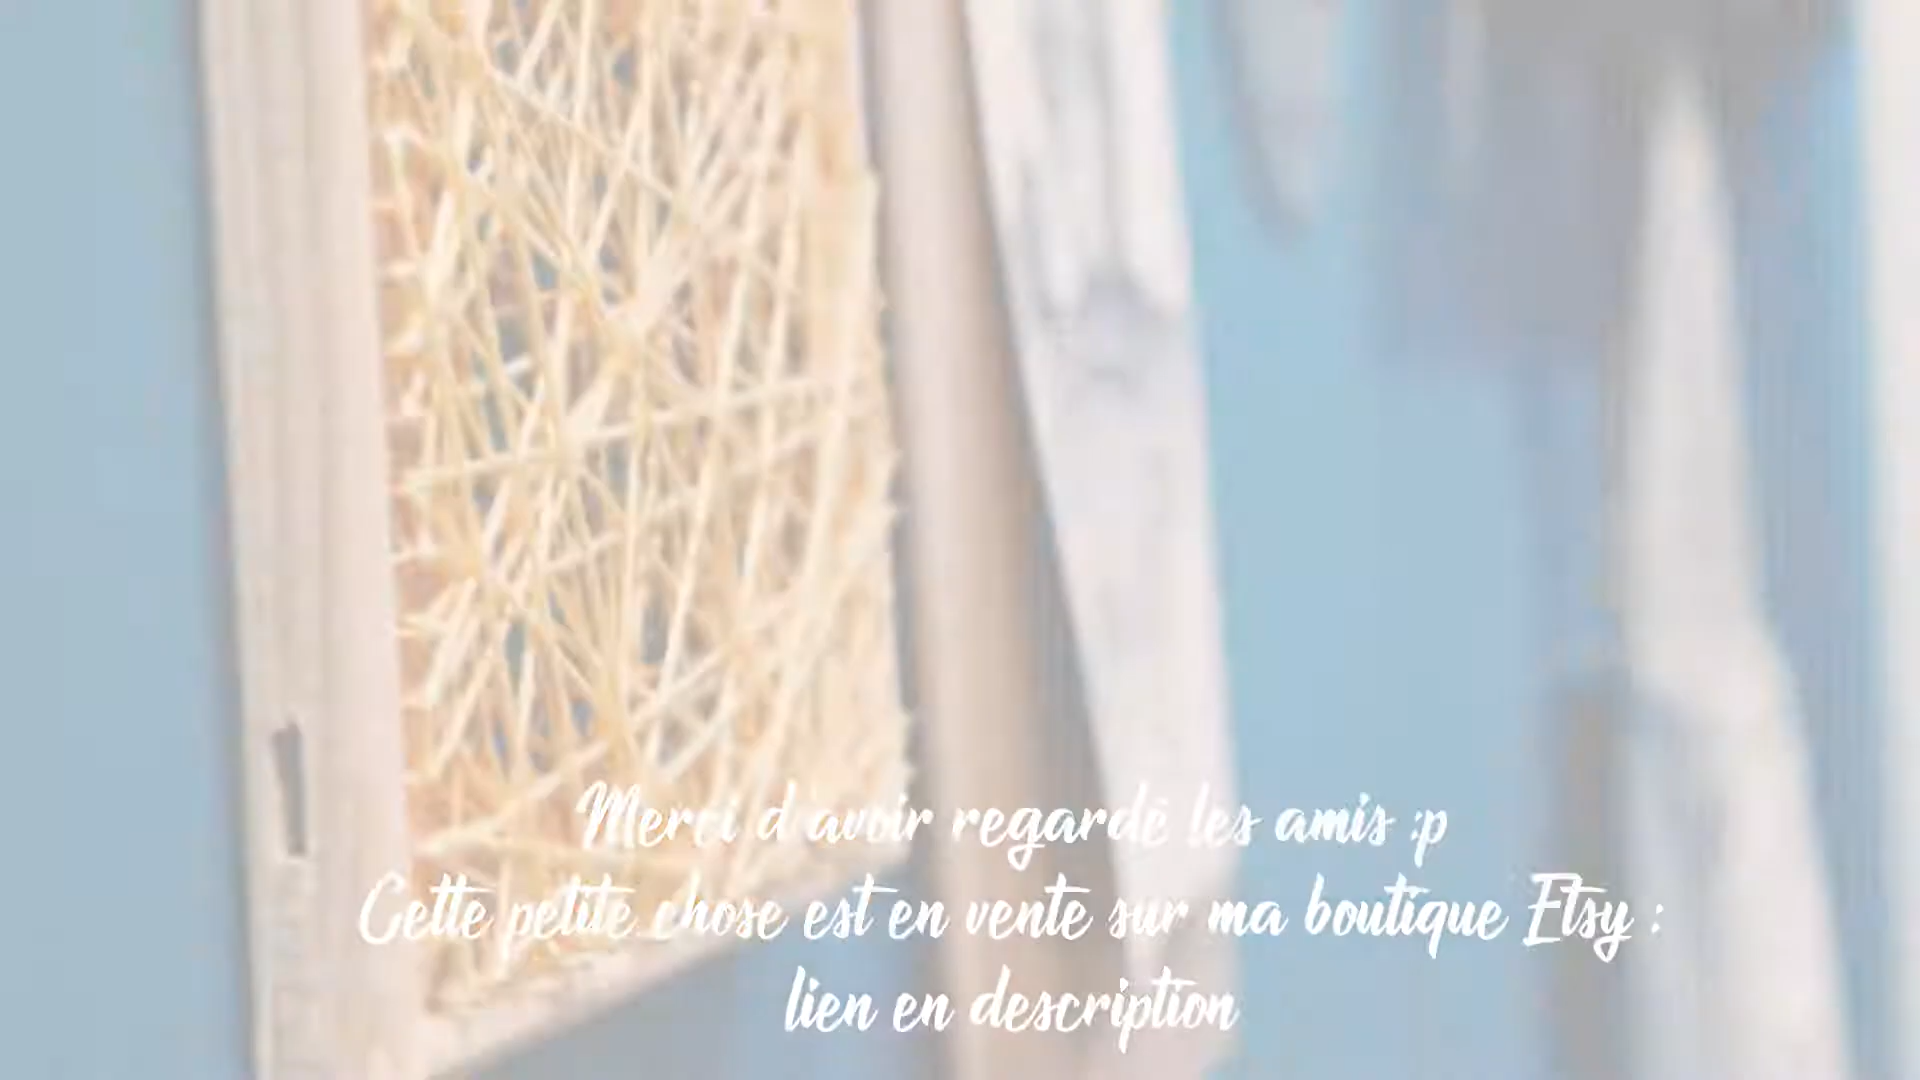 Merci d avoir regardé les amis :p
Cette petite chose est en vente sur ma boutique Etsy :
lien en description